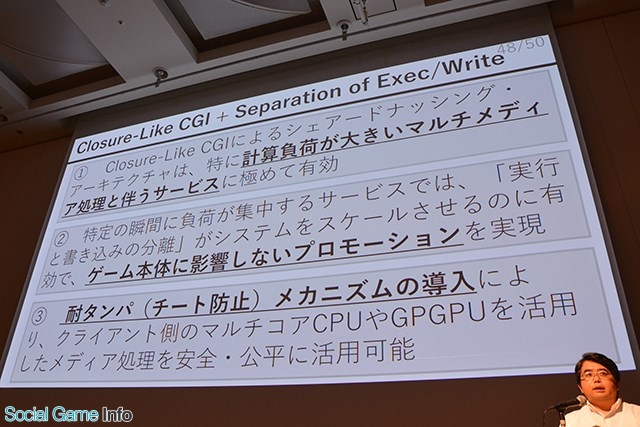 48/50
Closure-Like CGI + Separation of Exec/Write
① Closure-Like CGIによるシェアードナッシング・
アーキテクチャは、特に計算負荷が大きいマルチメディ
ア処理と伴うサービスに極めて有効
② 特定の瞬間に負荷が集中するサービスでは、「実行
と書き込みの分離」がシステムをスケールさせるのに有
効で、ゲーム本体に影響しないプロモーションを実現
③ 耐タンパ（チート防止）メカニズムの導入によ
り、クライアント側のマルチコアCPUやGPGPUを活用
したメディア処理を安全・公平に活用可能
Social Game Info